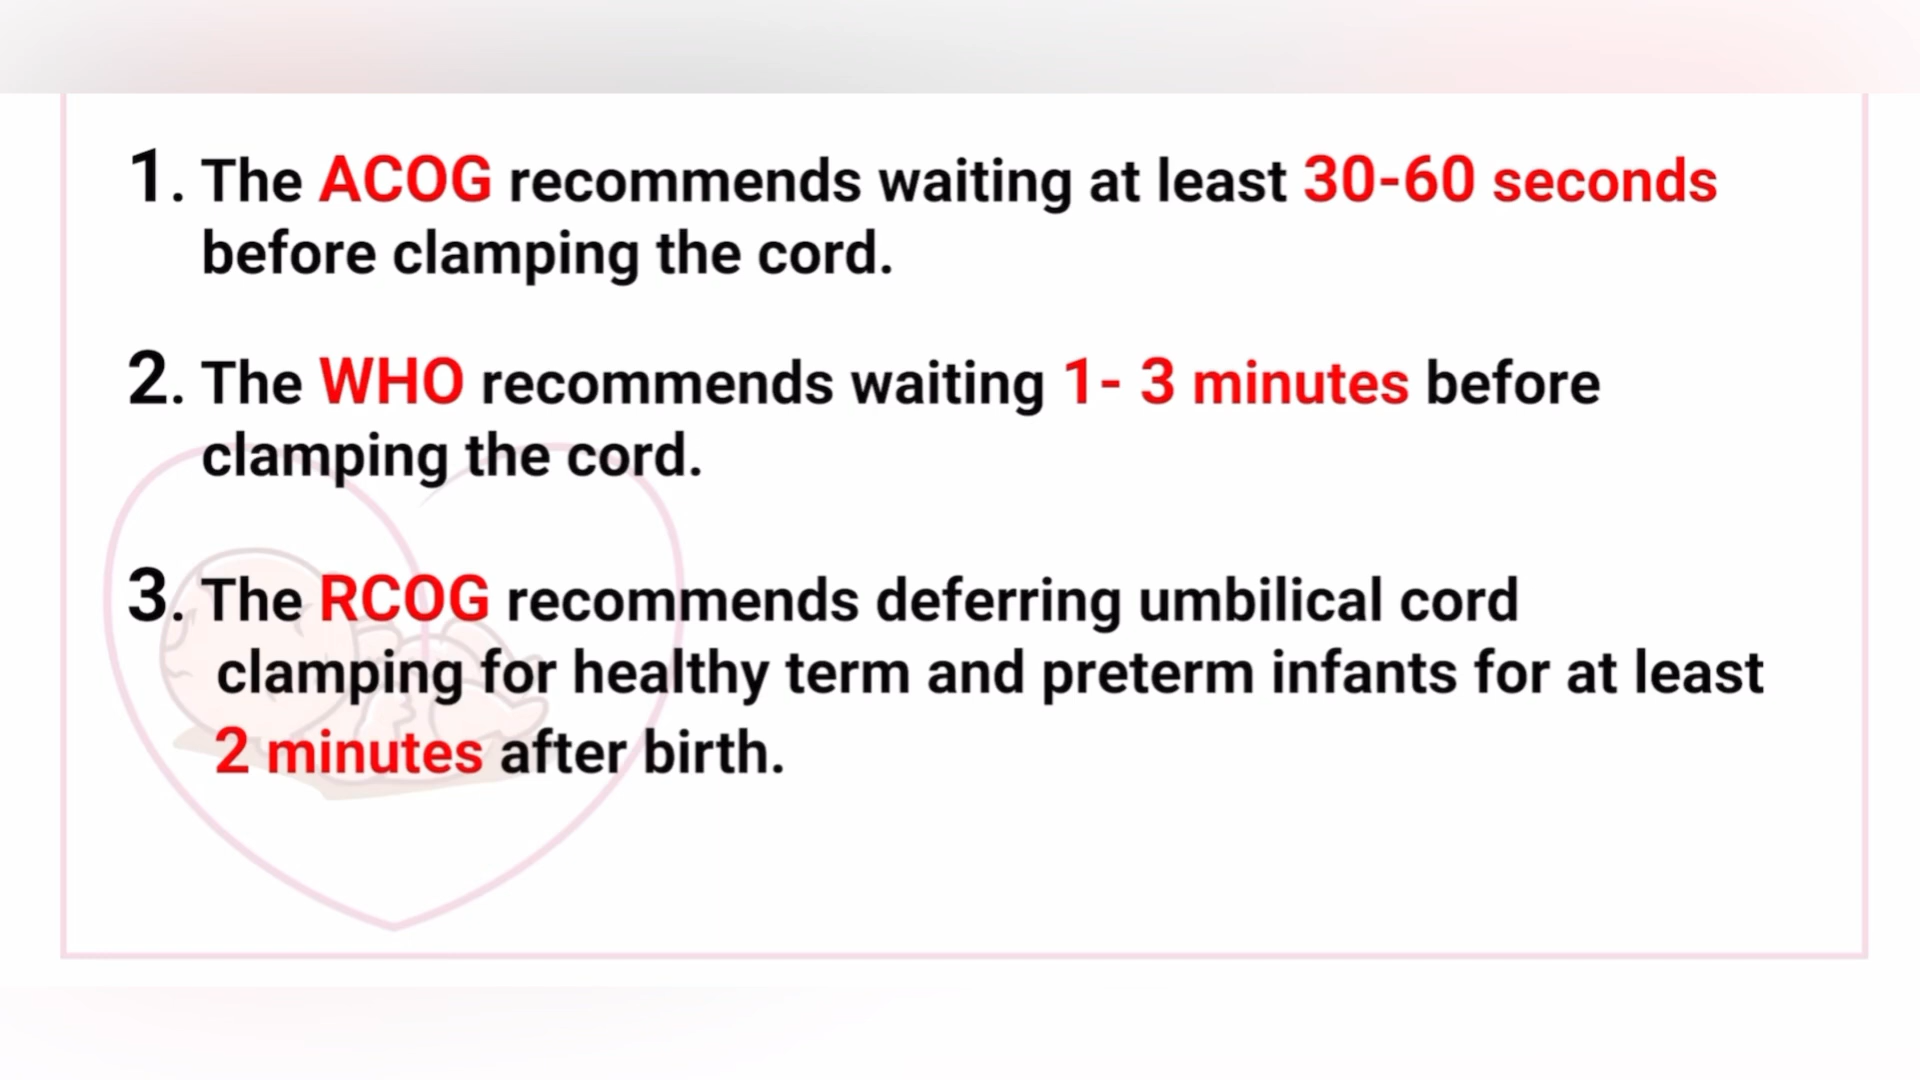 1. The ACOG recommends waiting at least 30-60 seconds
before clamping the cord.
2. The WHO recommends waiting 1- 3 minutes before
clamping the cord.
3. The RCOG recommends deferring umbilical cord
clamping for healthy term and preterm infants for at least
2 minutes after birth.